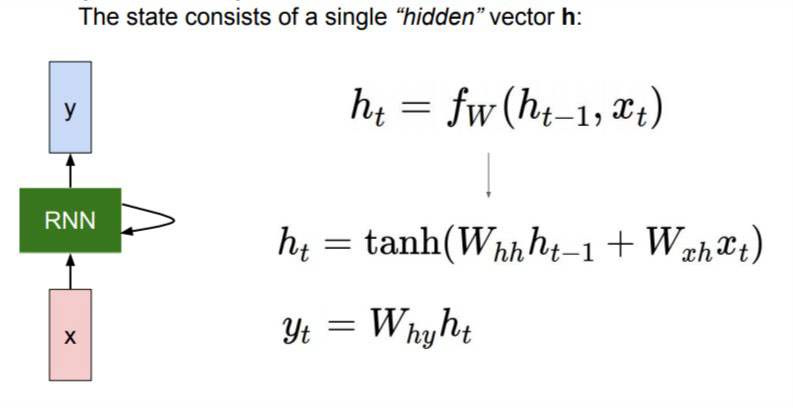 The state consists of a single “hidden” vector h:
y
h_t = f_W(h_{t−1}, x_t)
RNN
h_t = tanh(W_{hh}h_{t−1} + W_{xh}x_t)
y_t = W_{hy}h_t
x